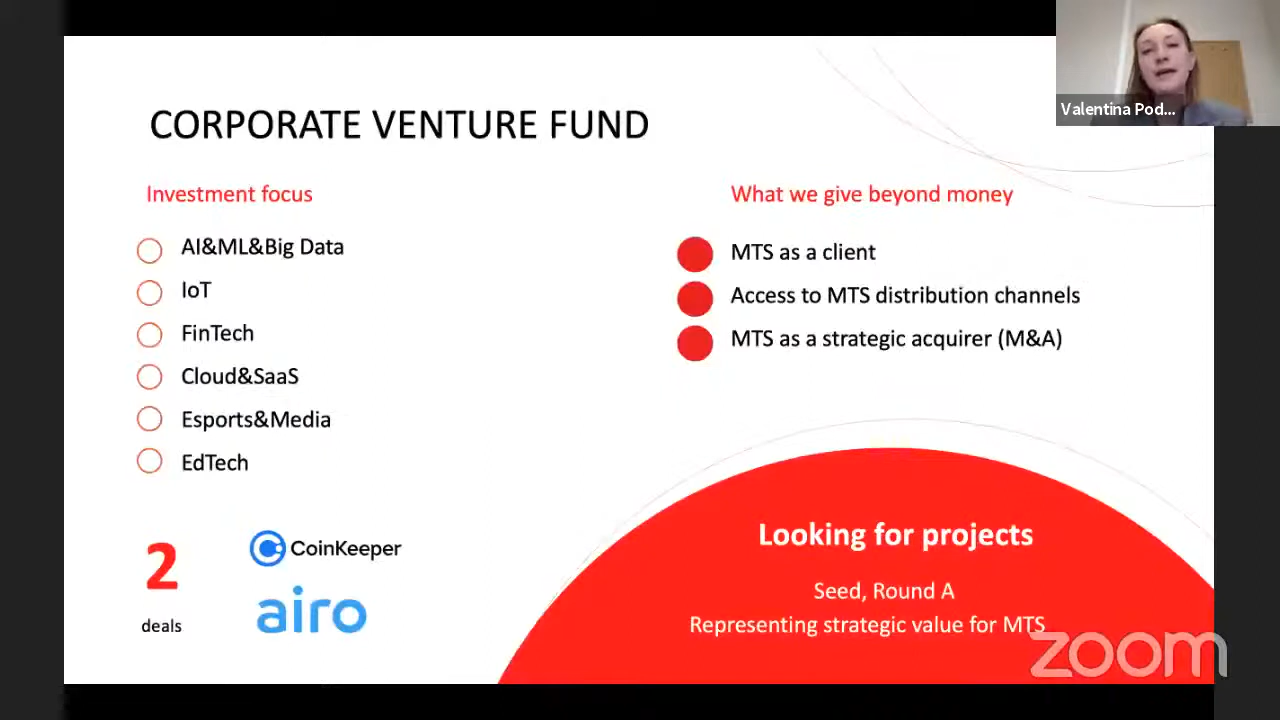 CORPORATE VENTURE FUND
Valentina Pod...
Investment focus
AI&ML&Big Data
IoT
FinTech
Cloud&SaaS
Esports&Media
EdTech
What we give beyond money
MTS as a client
Access to MTS distribution channels
MTS as a strategic acquirer (M&A)
2
deals
CoinKeeper
airo
Looking for projects
Seed, Round A
Representing strategic value for MTS
zoom